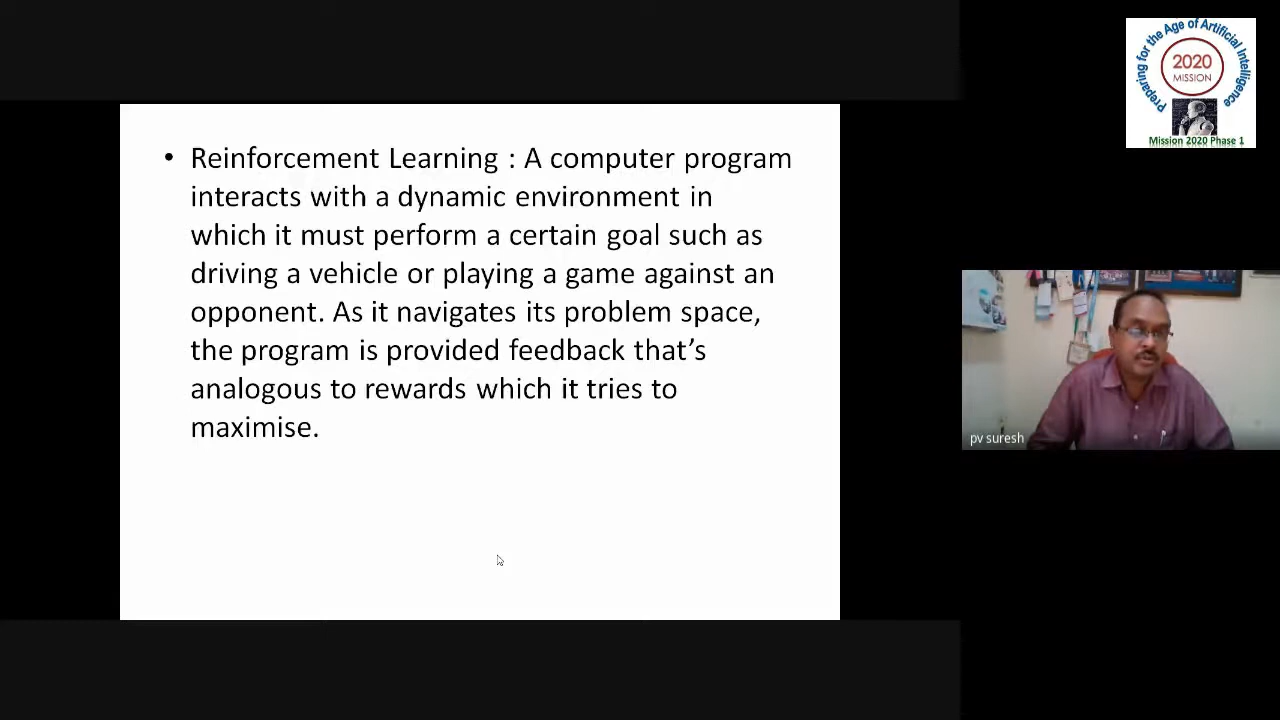 • Reinforcement Learning : A computer program
interacts with a dynamic environment in
which it must perform a certain goal such as
driving a vehicle or playing a game against an
opponent. As it navigates its problem space,
the program is provided feedback that’s
analogous to rewards which it tries to
maximise.
Preparing for the Age of Artificial Intelligence
2020
MISSION
Mission 2020 Phase 1
pv suresh